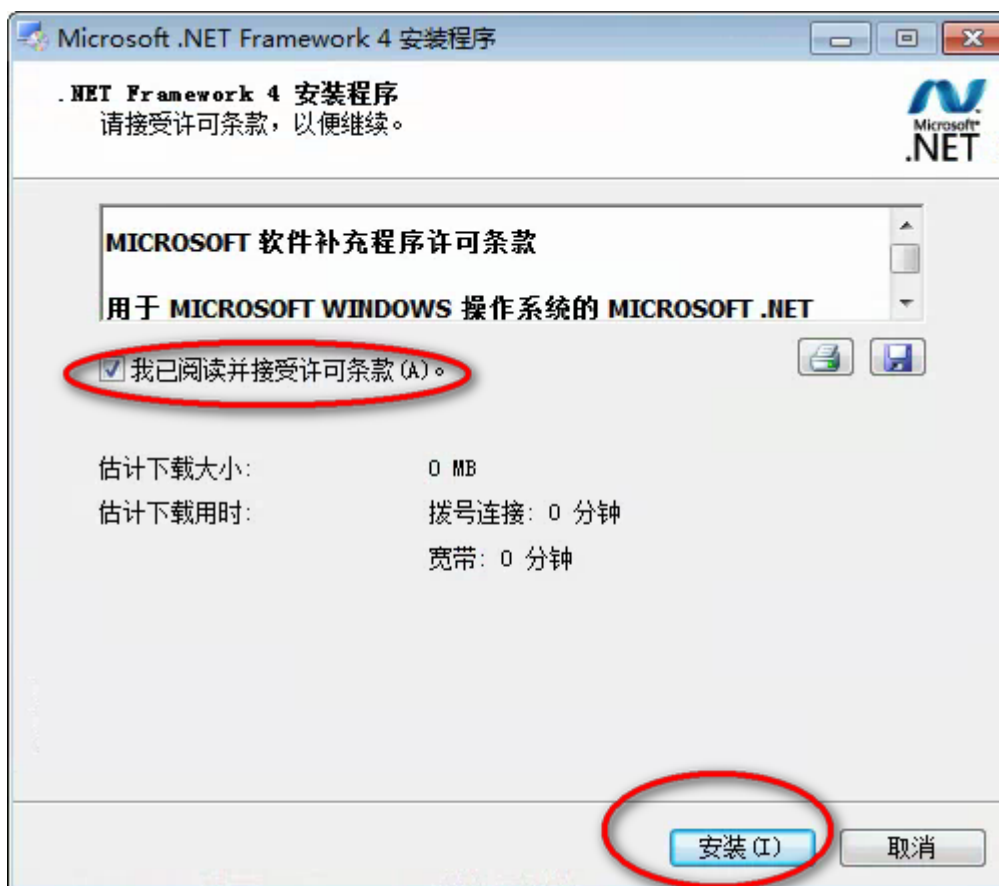 Microsoft .NET Framework 4 安装程序
.NET Framework 4 安装程序
请接受许可条款，以便继续。
Microsoft®
.NET
MICROSOFT 软件补充程序许可条款
用于 MICROSOFT WINDOWS 操作系统的 MICROSOFT .NET
我已阅读并接受许可条款(A)。
估计下载大小: 0 MB
估计下载用时: 拨号连接: 0 分钟
宽带: 0 分钟
安装(I) 取消